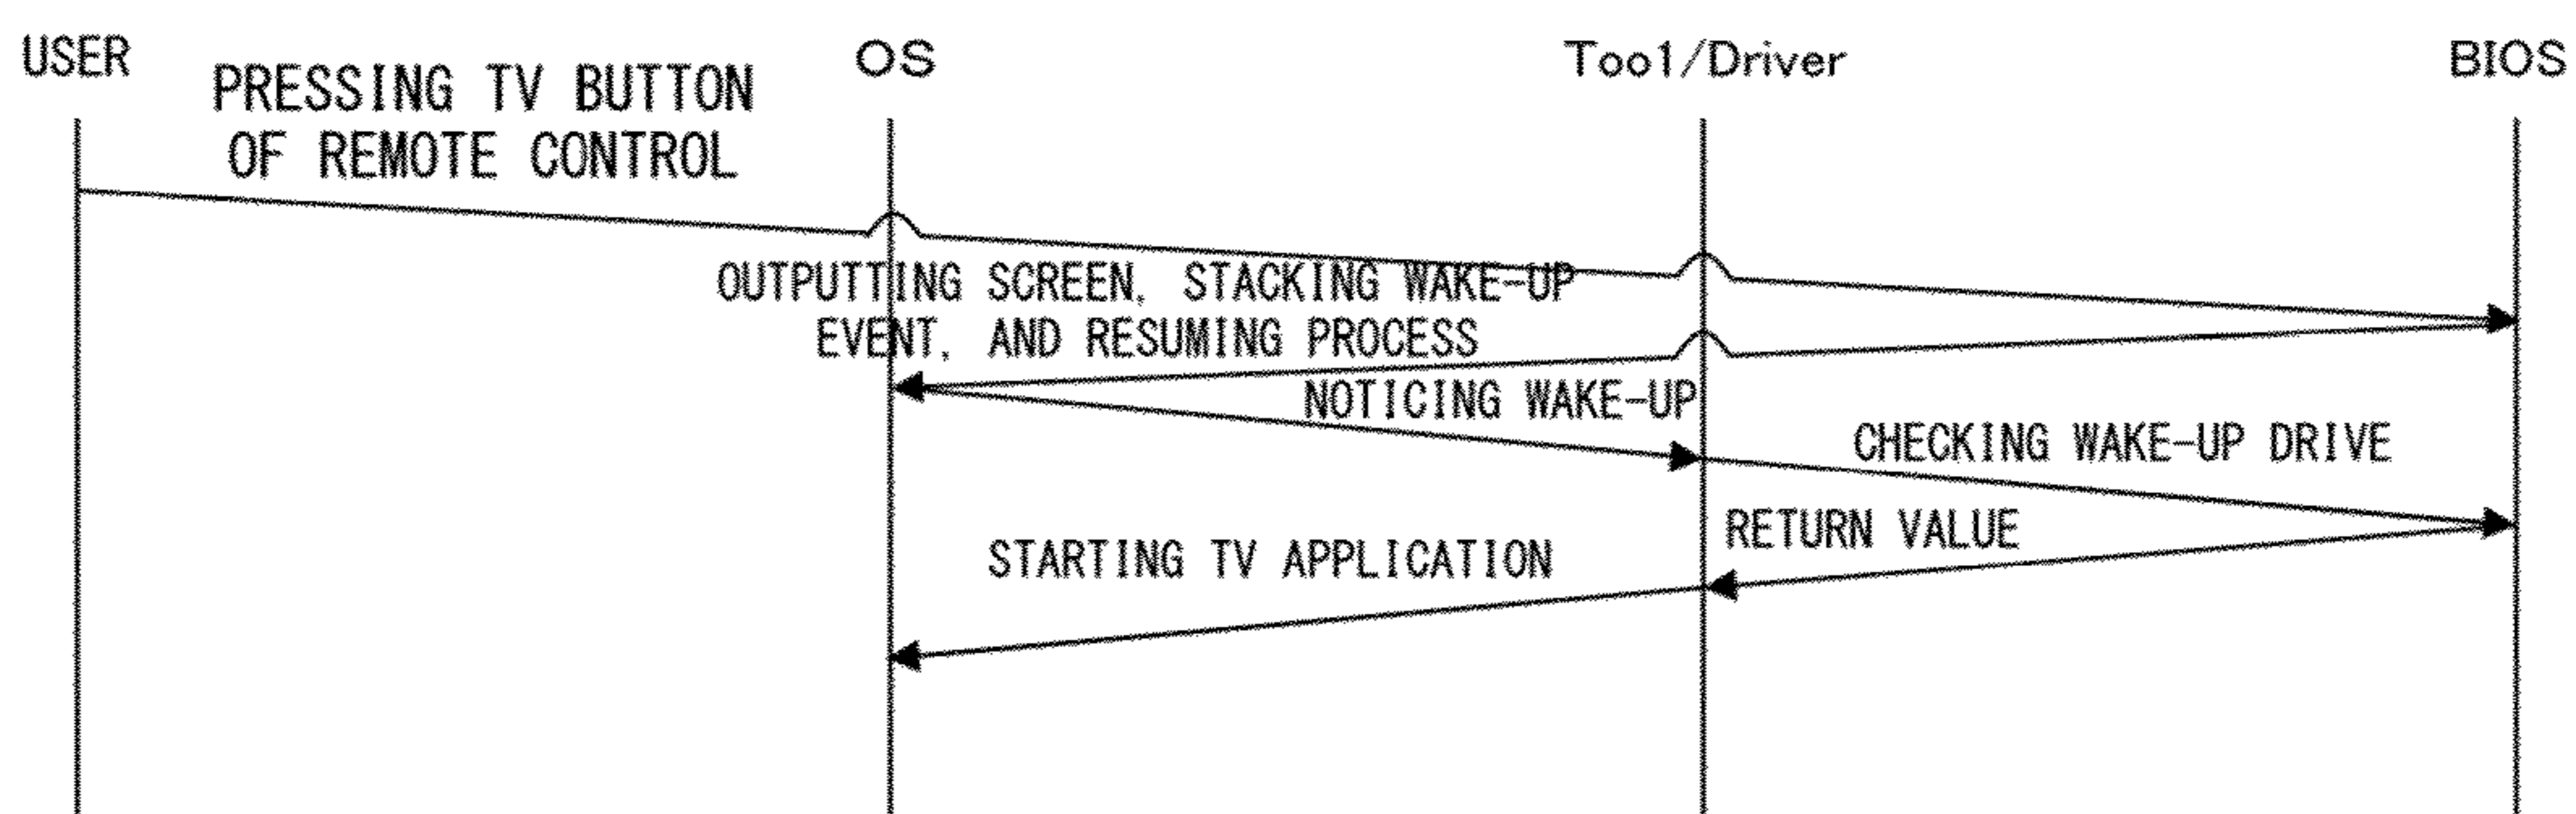 USER
OS
Tool/Driver
BIOS
PRESSING TV BUTTON
OF REMOTE CONTROL
OUTPUTTING SCREEN, STACKING WAKE-UP
EVENT, AND RESUMING PROCESS
NOTICING WAKE-UP
CHECKING WAKE-UP DRIVE
RETURN VALUE
STARTING TV APPLICATION